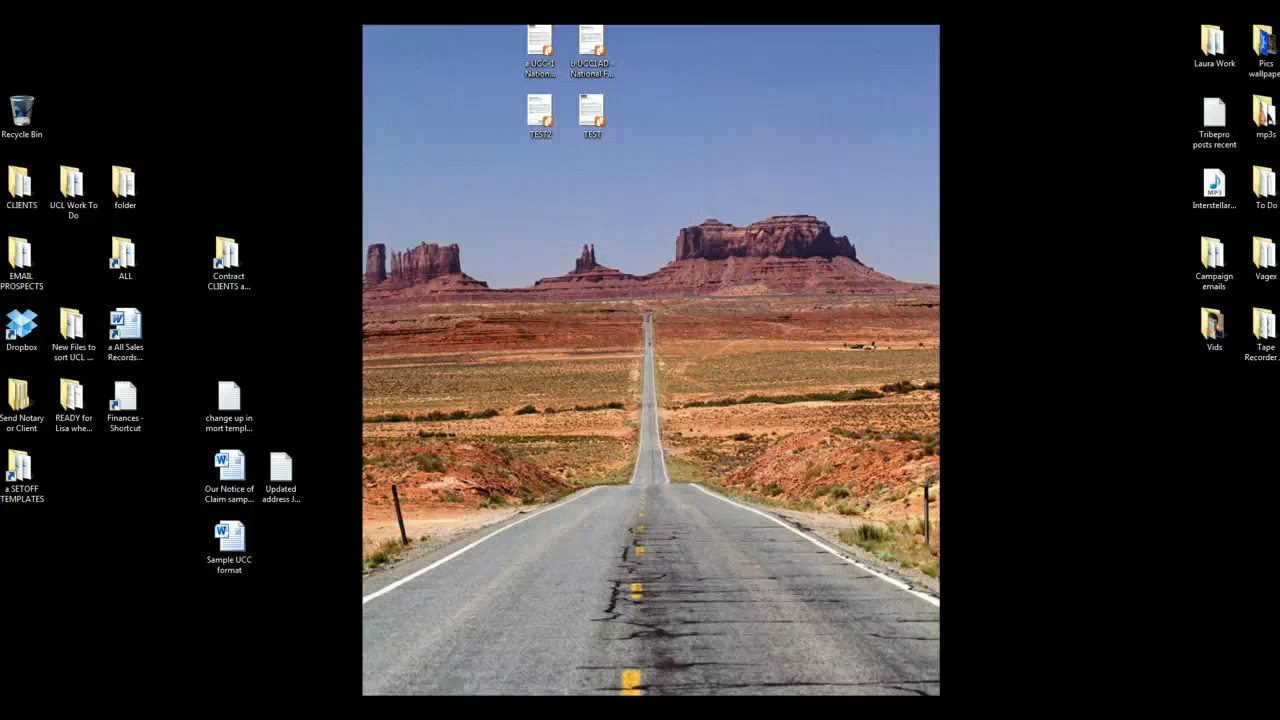 a UCC-1
Nation...
b UCC1AD -
National F...
TEST2
TEST
Laura Work
Pics
wallpape
Recycle Bin
Tribepro
posts recent
mp3s
CLIENTS
UCL Work To
Do
folder
Interstellar...
To Do
EMAIL
PROSPECTS
ALL
Contract
CLIENTS a...
Campaign
emails
Vagex
Dropbox
New Files to
sort UCL ...
a All Sales
Records...
Vids
Tape
Recorder
Send Notary
or Client
READY for
Lisa whe...
Finances -
Shortcut
change up in
mort templ...
a SETOFF
TEMPLATES
Our Notice of
Claim samp...
Updated
address J...
Sample UCC
format
MP3